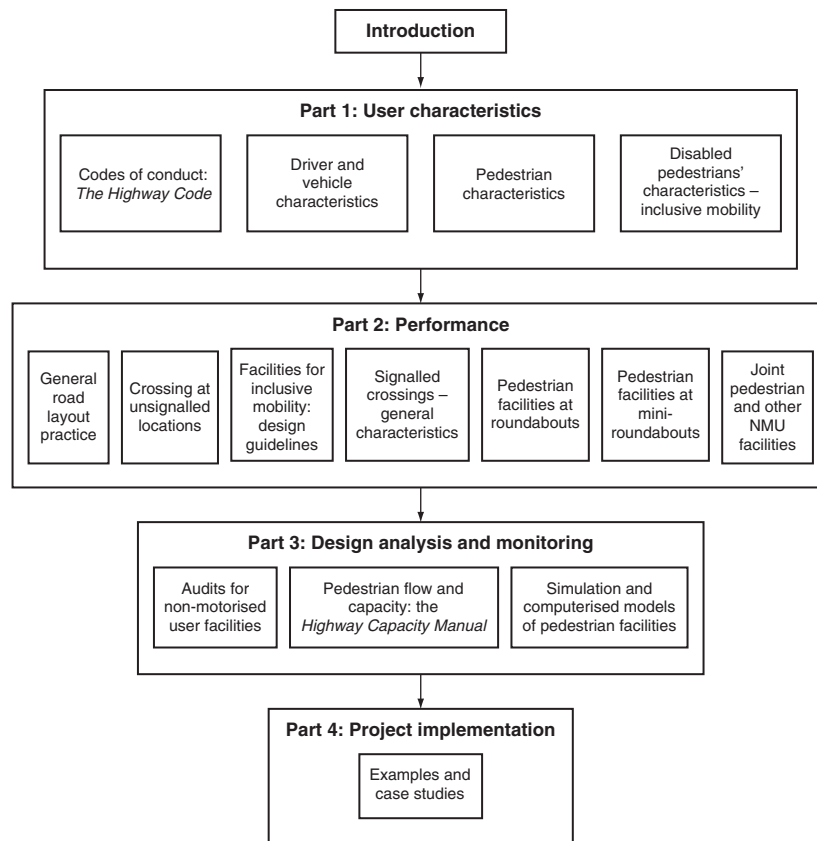 Introduction
Part 1: User characteristics
Codes of conduct:
The Highway Code
Driver and
vehicle
characteristics
Pedestrian
characteristics
Disabled
pedestrians'
characteristics –
inclusive mobility
Part 2: Performance
General
road
layout
practice
Crossing at
unsignalled
locations
Facilities for
inclusive mobility:
design
guidelines
Signalled
crossings –
general
characteristics
Pedestrian
facilities at
roundabouts
Pedestrian
facilities at
mini-
roundabouts
Joint
pedestrian
and other
NMU
facilities
Part 3: Design analysis and monitoring
Audits for
non-motorised
user facilities
Pedestrian flow and
capacity: the
Highway Capacity Manual
Simulation and
computerised models
of pedestrian facilities
Part 4: Project implementation
Examples and
case studies